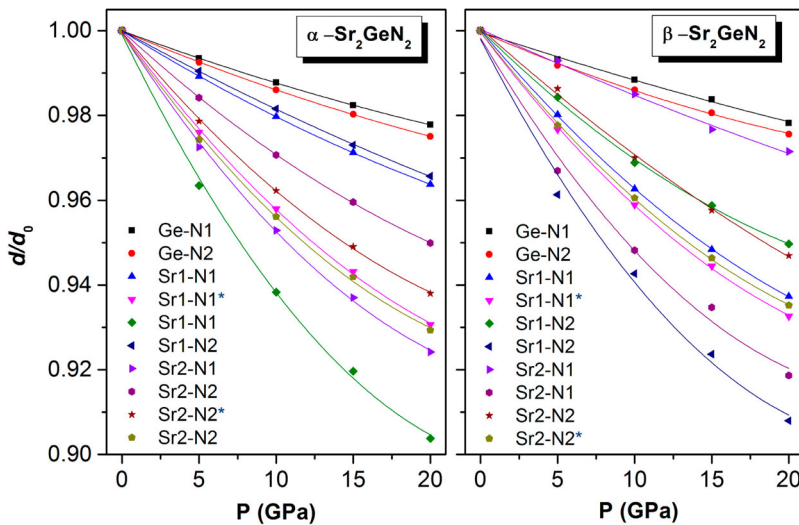 α –Sr₂GeN₂
1.00
0.98
0.96
0.94
0.92
0.90
d/d₀
Ge-N1
Ge-N2
Sr1-N1
Sr1-N1*
Sr1-N1
Sr1-N2
Sr2-N1
Sr2-N2
Sr2-N2*
Sr2-N2
0 5 10 15 20
P (GPa)
β –Sr₂GeN₂
Ge-N1
Ge-N2
Sr1-N1
Sr1-N1*
Sr1-N2
Sr1-N2
Sr2-N1
Sr2-N1
Sr2-N2
Sr2-N2*
0 5 10 15 20
P (GPa)